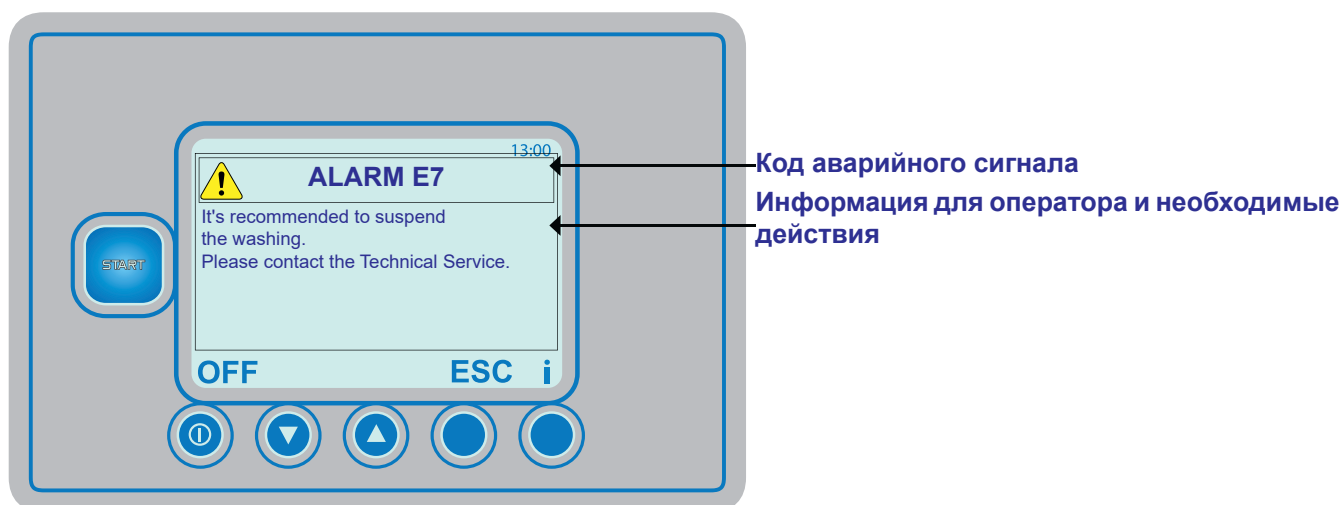 13:00
ALARM E7
Код аварийного сигнала
It's recommended to suspend
the washing.
Please contact the Technical Service.
Информация для оператора и необходимые
действия
START
OFF
ESC i